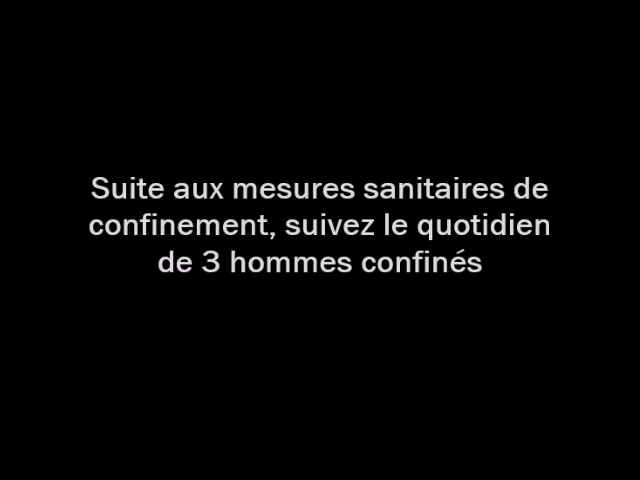 Suite aux mesures sanitaires de
confinement, suivez le quotidien
de 3 hommes confinés